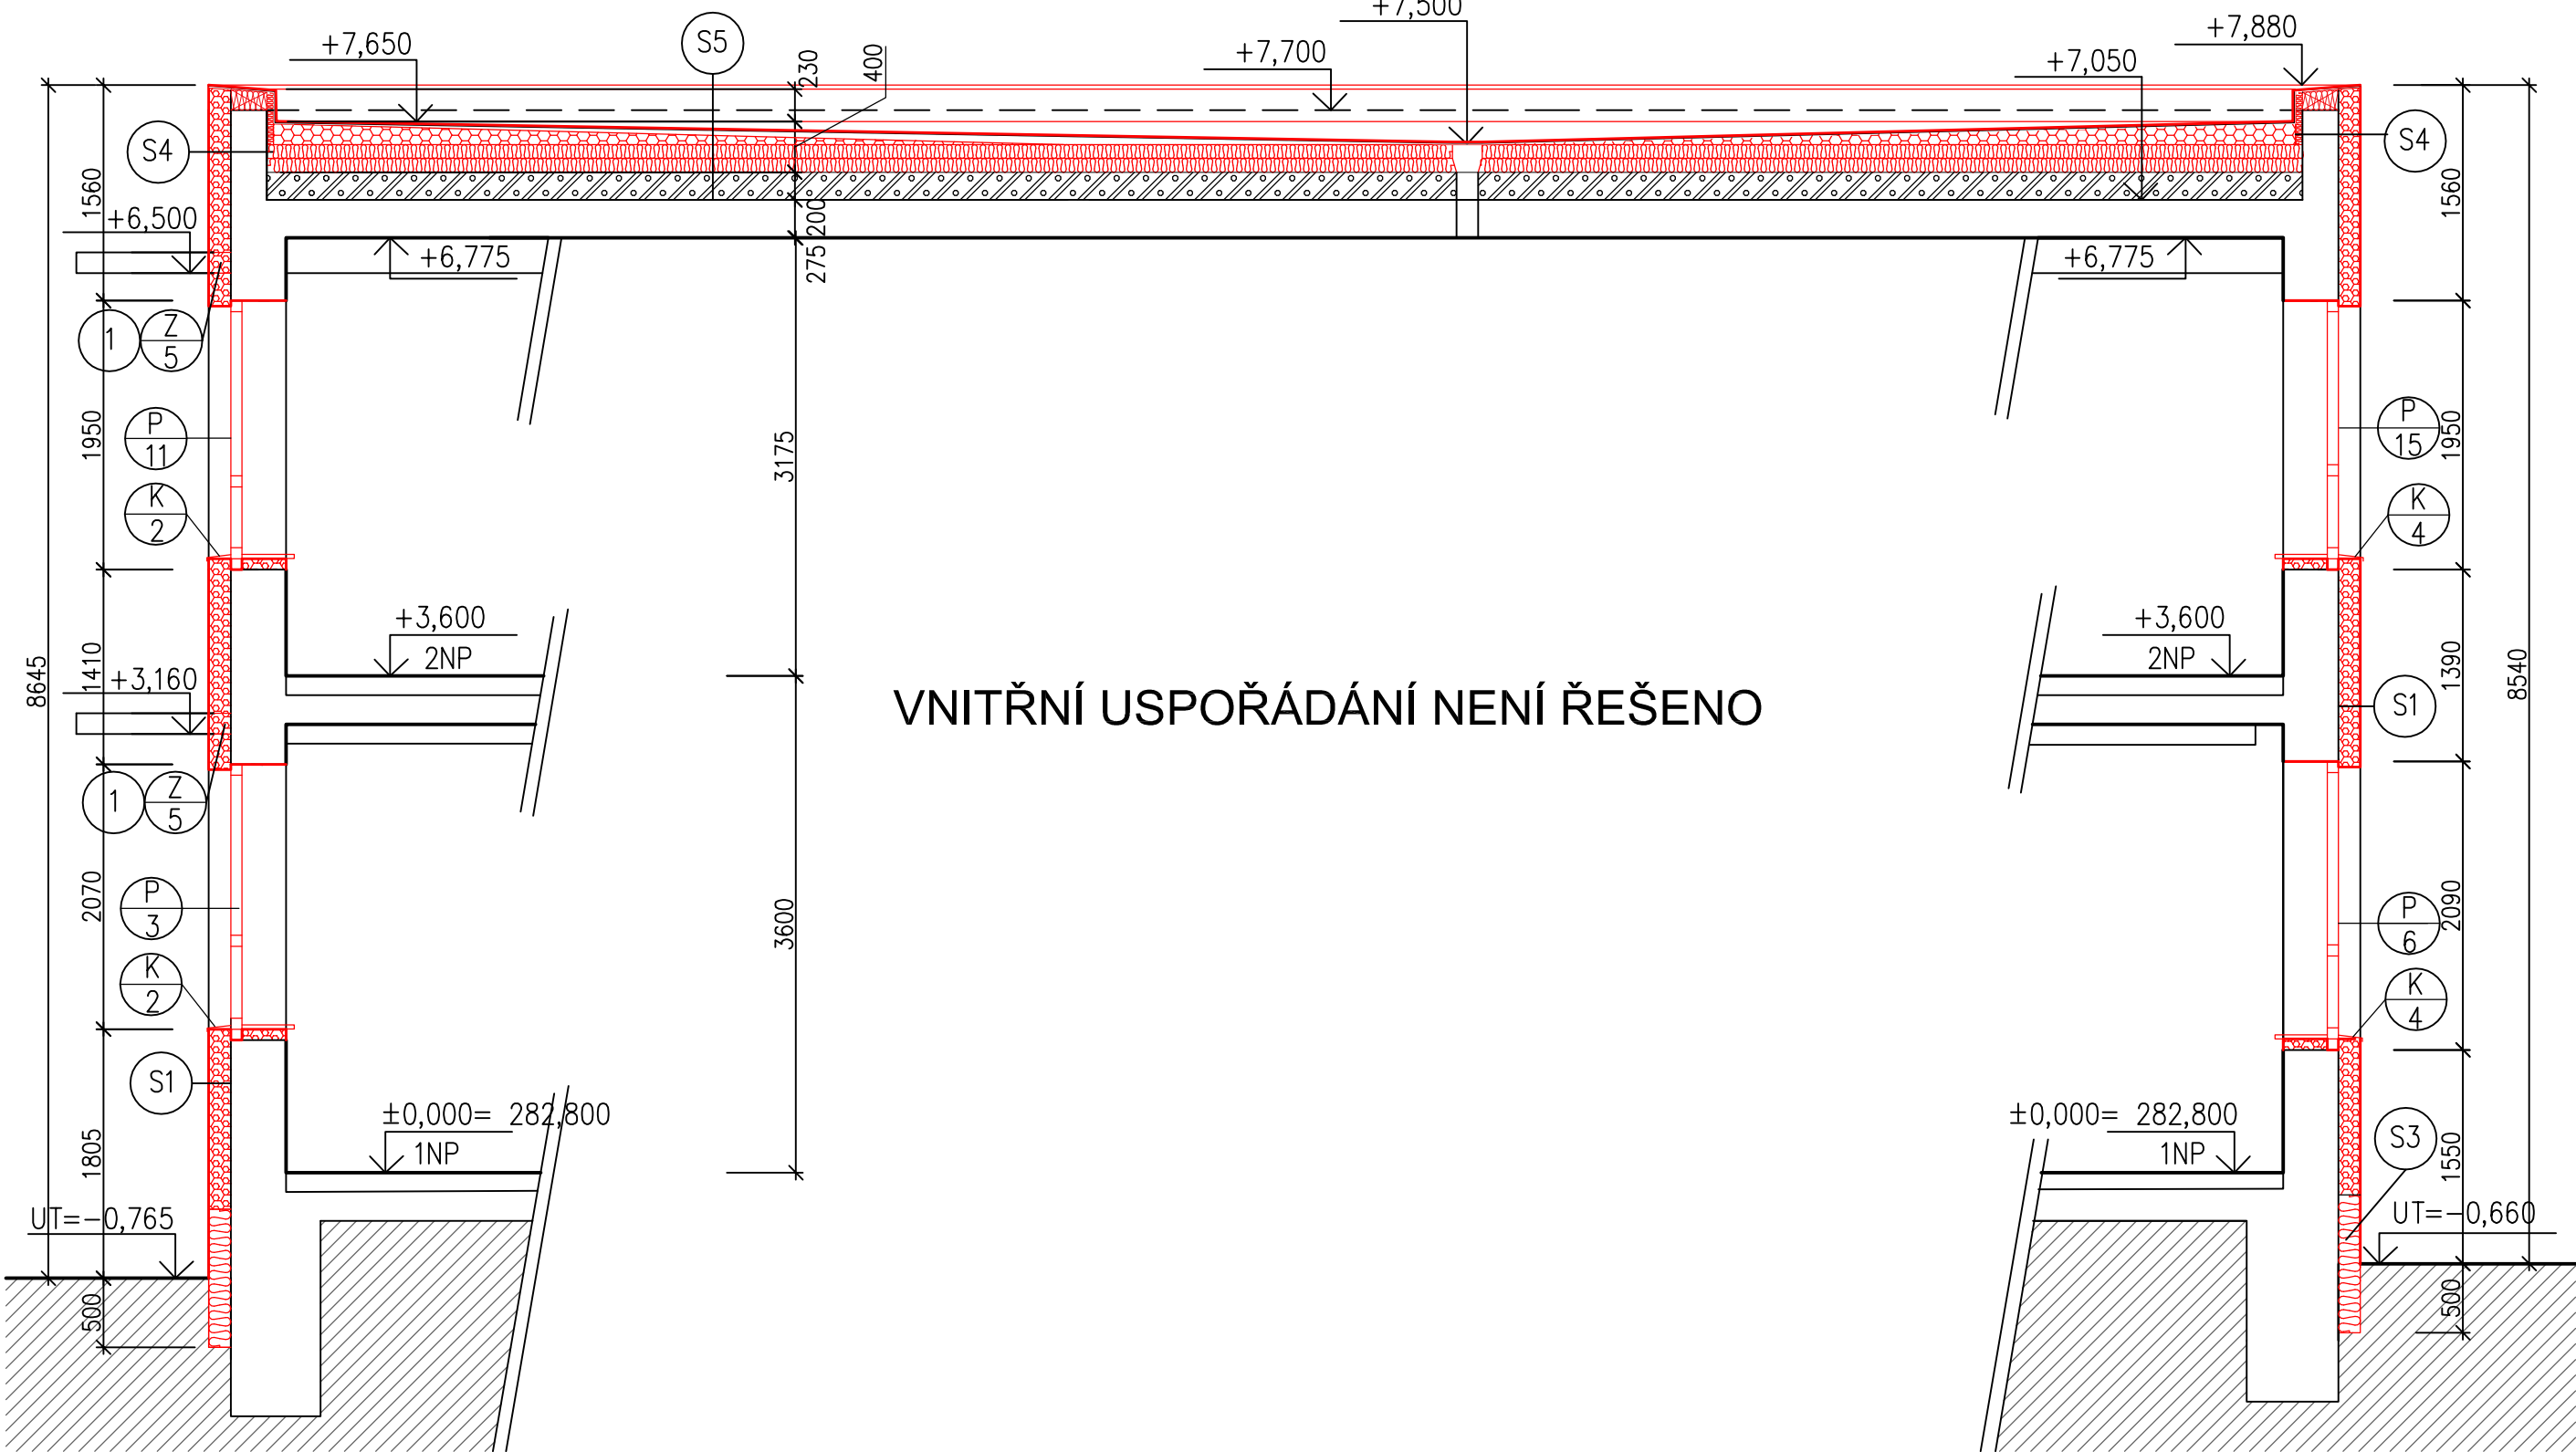 +7,500
+7,650
S5
230
400
+7,700
+7,050
+7,880
S4
S4
1560
1560
+6,500
200
275
+6,775
+6,775
1
Z
5
P
11
1950
3175
P
15
1950
K
2
K
4
+3,600
2NP
+3,600
2NP
8645
1410
+3,160
VNITŘNÍ USPOŘÁDÁNÍ NENÍ ŘEŠENO
S1
1390
8540
1
Z
5
2070
P
3
3600
P
6
2090
K
2
K
4
S1
1805
±0,000= 282,800
1NP
±0,000= 282,800
1NP
S3
1550
UT=-0,765
UT=-0,660
500
500